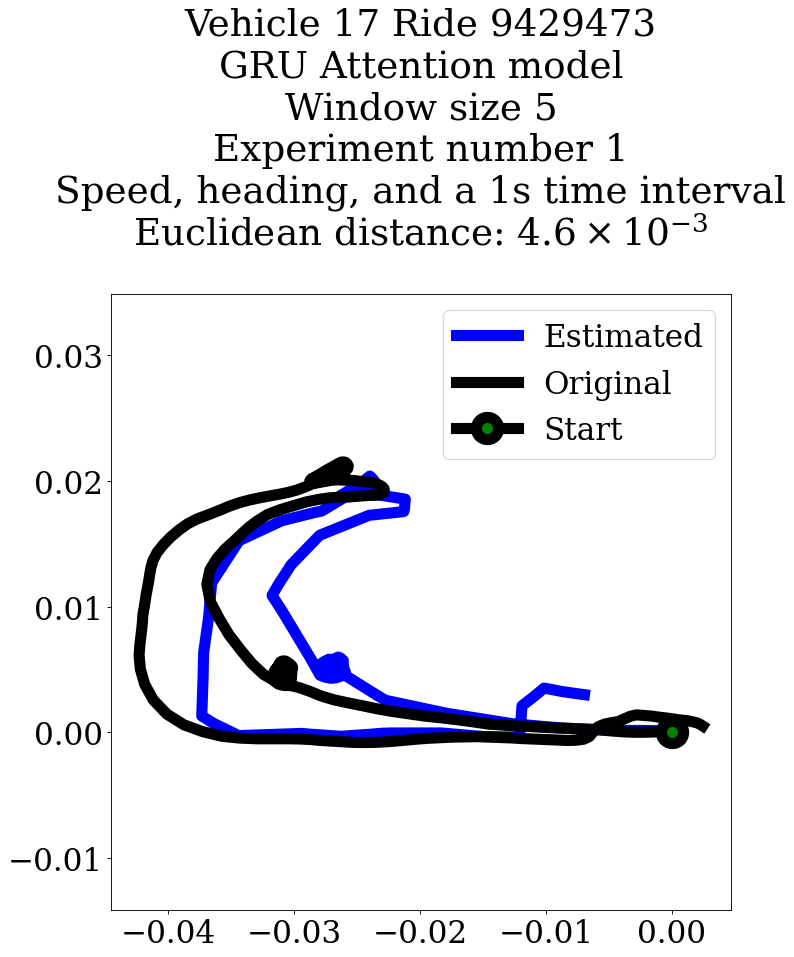 Vehicle 17 Ride 9429473
GRU Attention model
Window size 5
Experiment number 1
Speed, heading, and a 1s time interval
Euclidean distance: 4.6 × 10⁻³
Estimated
Original
Start
0.03
0.02
0.01
0.00
−0.01
−0.04 −0.03 −0.02 −0.01 0.00